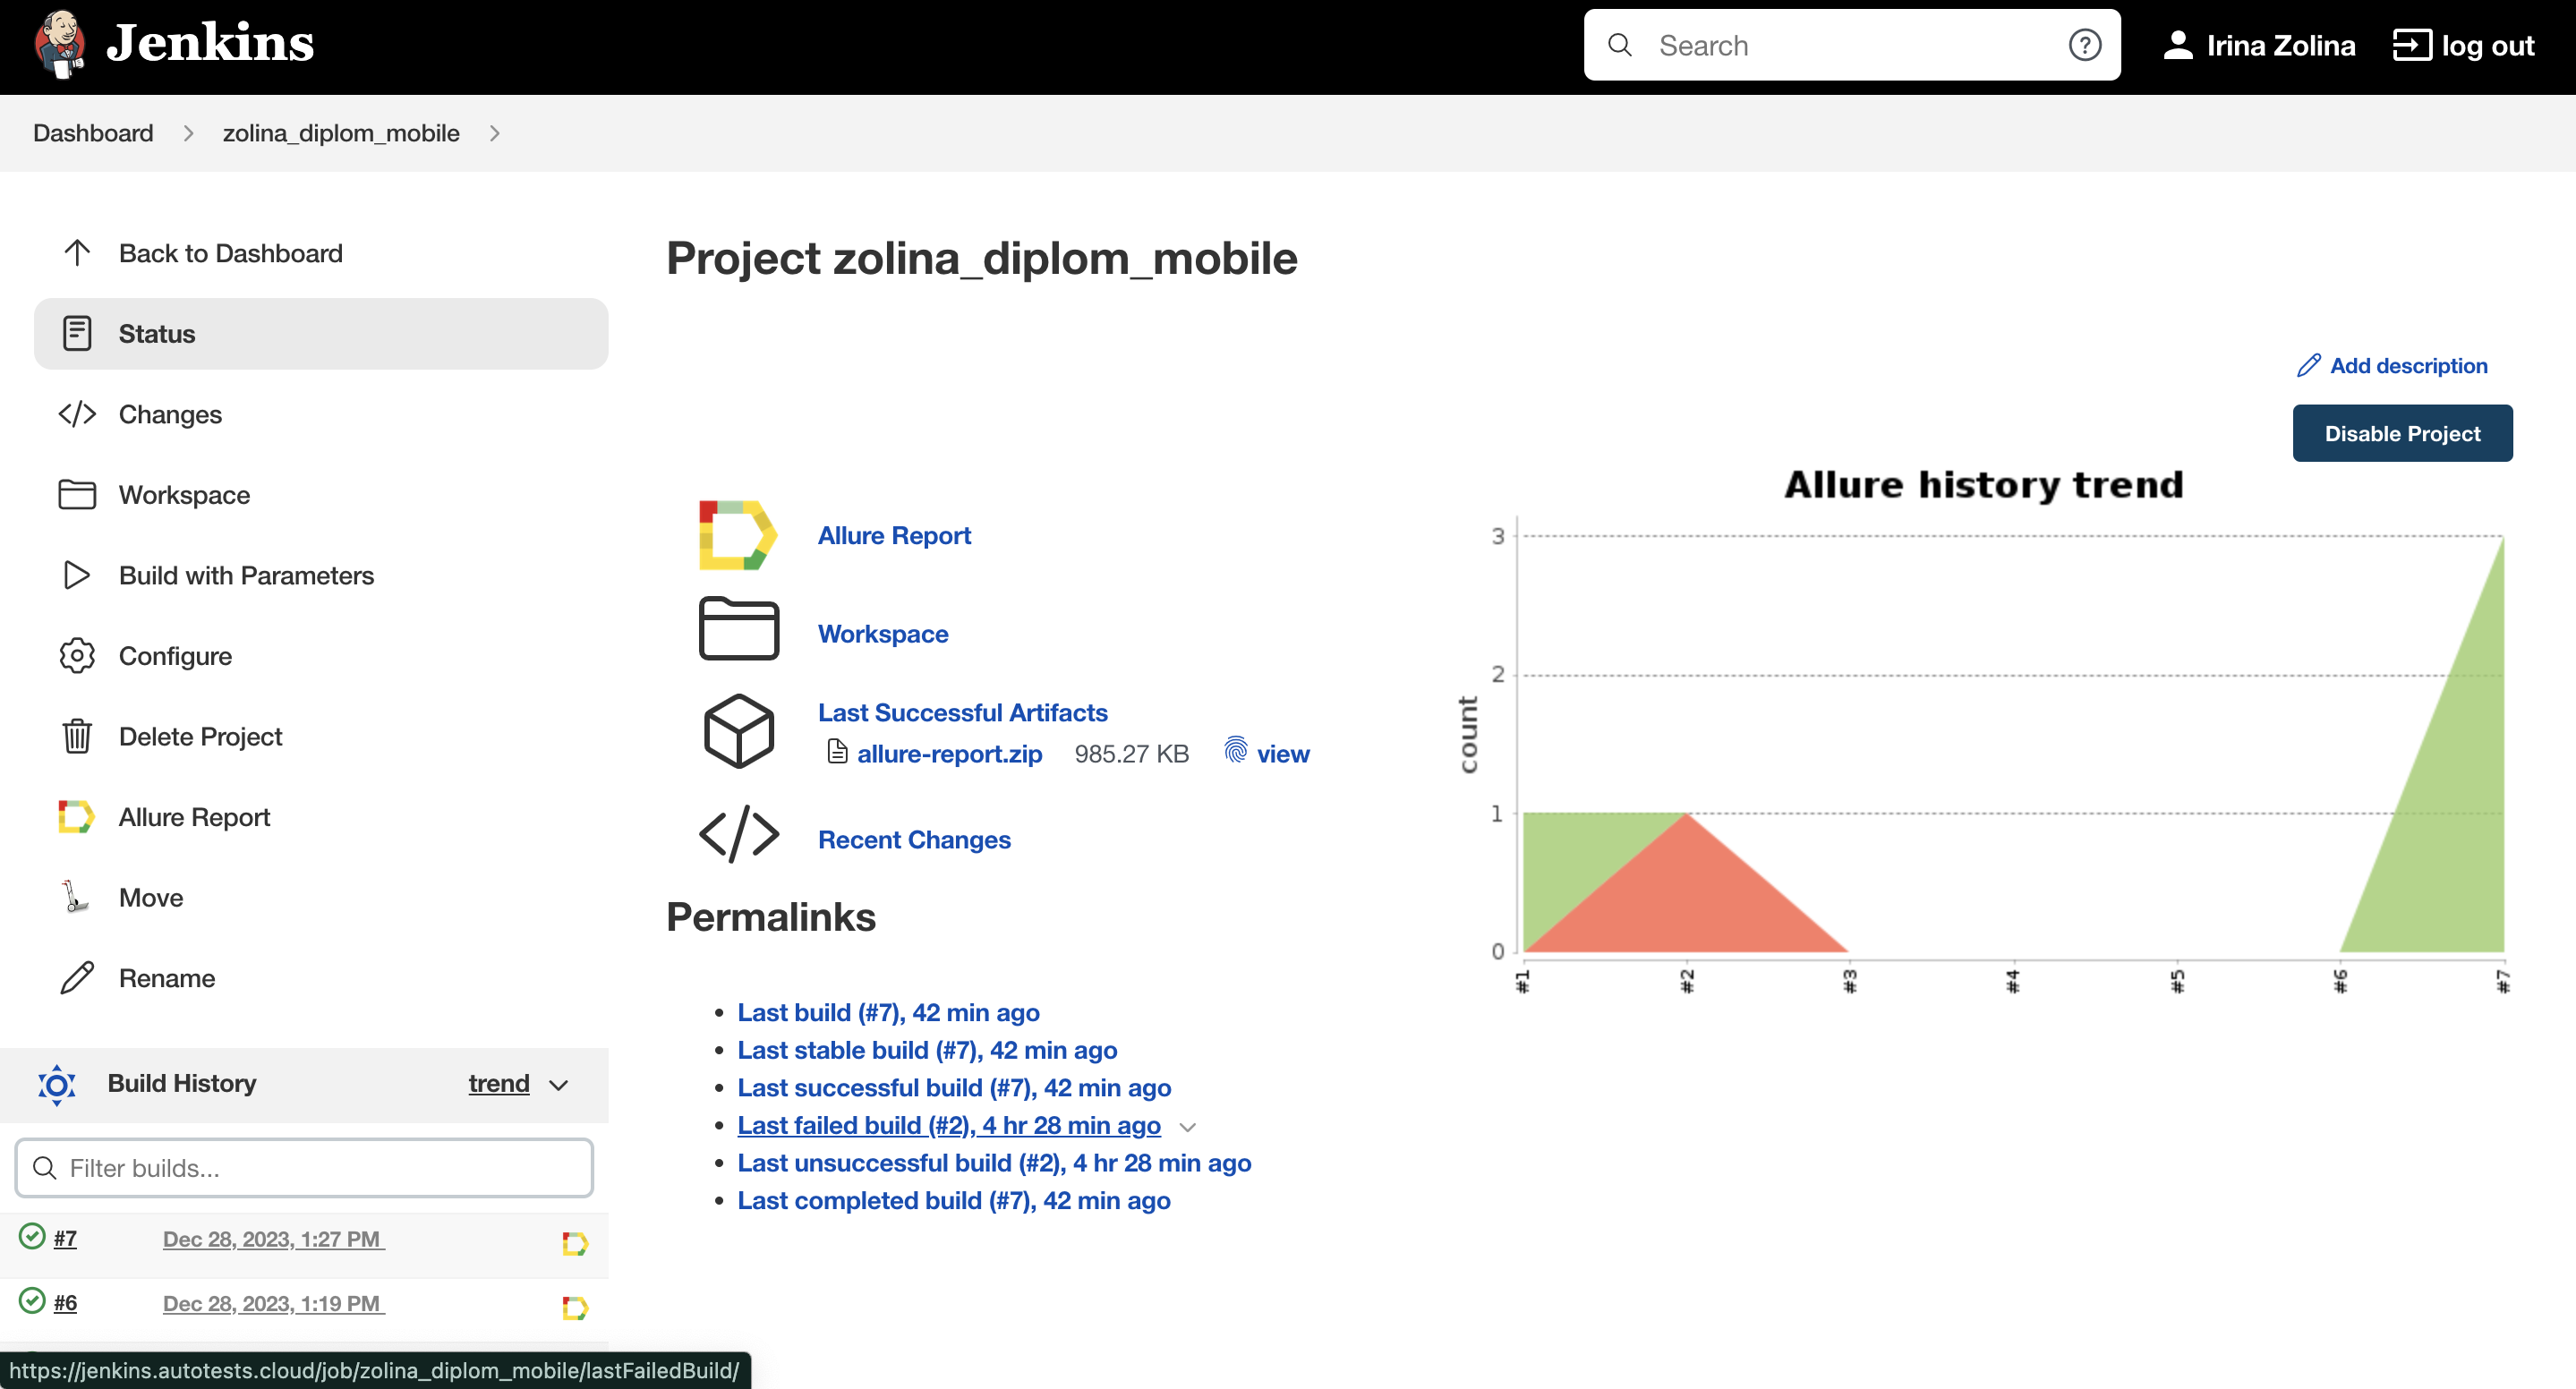 Jenkins
Search
Irina Zolina
log out
Dashboard
zolina_diplom_mobile
Back to Dashboard
Status
Changes
Workspace
Build with Parameters
Configure
Delete Project
Allure Report
Move
Rename
Build History
trend
Filter builds...
#7 Dec 28, 2023, 1:27 PM
#6 Dec 28, 2023, 1:19 PM
https://jenkins.autotests.cloud/job/zolina_diplom_mobile/lastFailedBuild/
Project zolina_diplom_mobile
Add description
Disable Project
Allure Report
Workspace
Last Successful Artifacts
allure-report.zip 985.27 KB view
Recent Changes
Permalinks
Last build (#7), 42 min ago
Last stable build (#7), 42 min ago
Last successful build (#7), 42 min ago
Last failed build (#2), 4 hr 28 min ago
Last unsuccessful build (#2), 4 hr 28 min ago
Last completed build (#7), 42 min ago
Allure history trend
count
3
2
1
0
#1 #2 #3 #4 #5 #6 #7